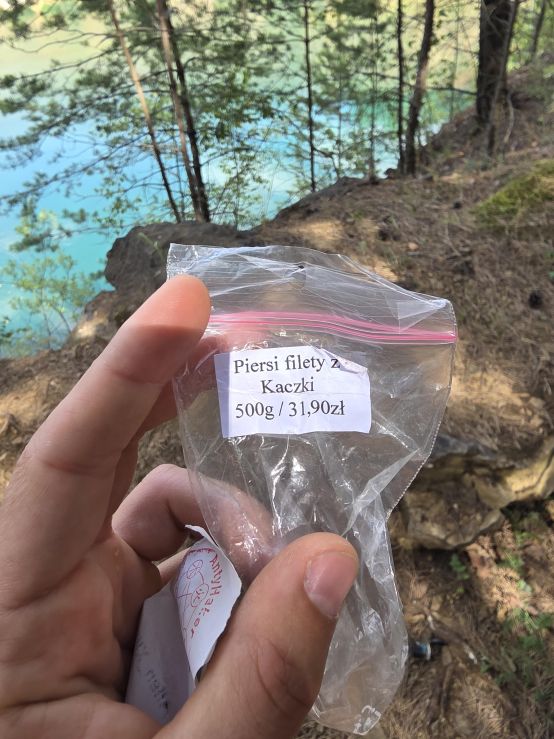 Piersi filety z
Kaczki
500g / 31,90zł